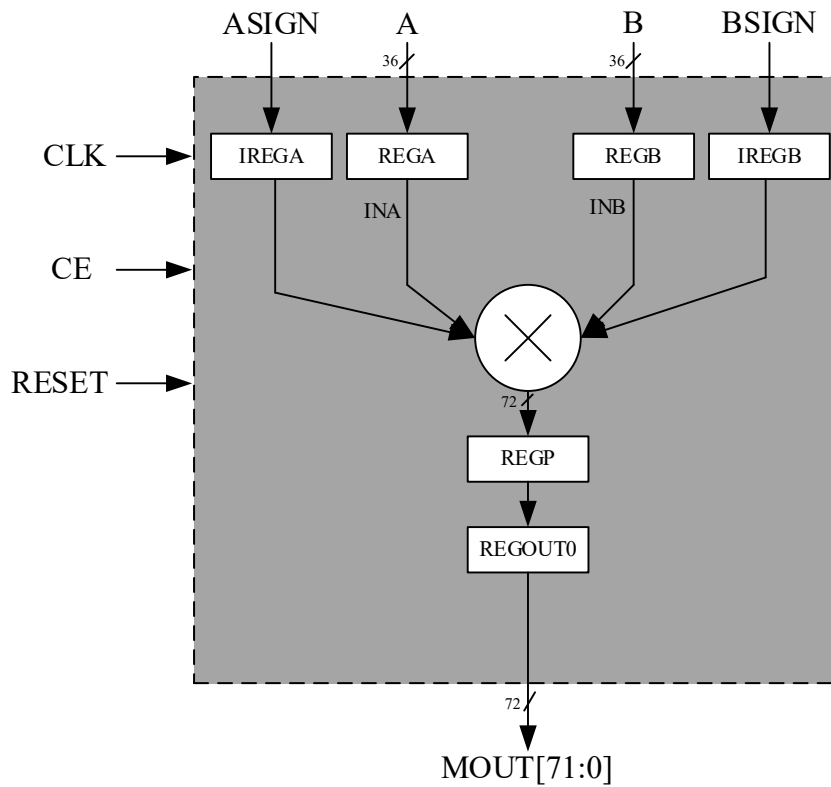 ASIGN A B BSIGN
36 36
CLK IREGA REGA REGB IREGB
INA INB
CE
RESET
72
REGP
REGOUT0
72
MOUT[71:0]